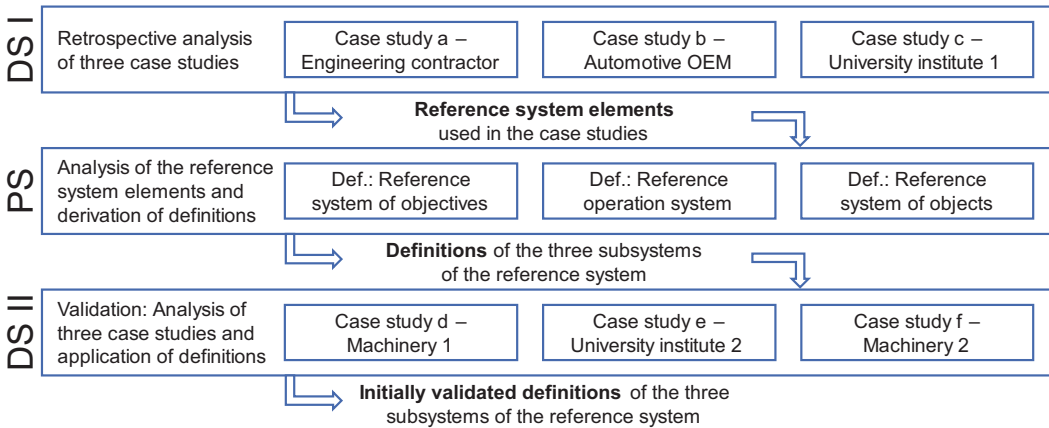 DS I
Retrospective analysis
of three case studies
Case study a –
Engineering contractor
Case study b –
Automotive OEM
Case study c –
University institute 1
Reference system elements
used in the case studies
PS
Analysis of the reference
system elements and
derivation of definitions
Def.: Reference
system of objectives
Def.: Reference
operation system
Def.: Reference
system of objects
Definitions of the three subsystems
of the reference system
DS II
Validation: Analysis of
three case studies and
application of definitions
Case study d –
Machinery 1
Case study e –
University institute 2
Case study f –
Machinery 2
Initially validated definitions of the three
subsystems of the reference system